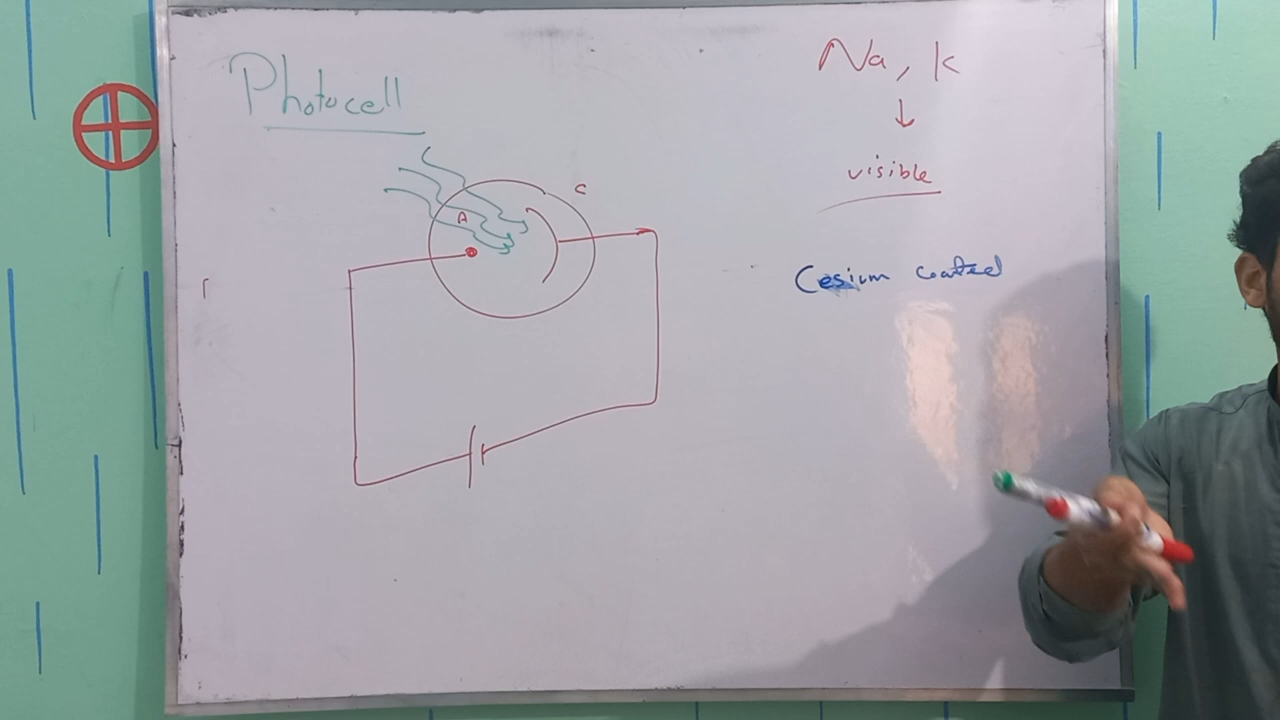 Photocell
Na, K
visible
C
A
Cesium coated